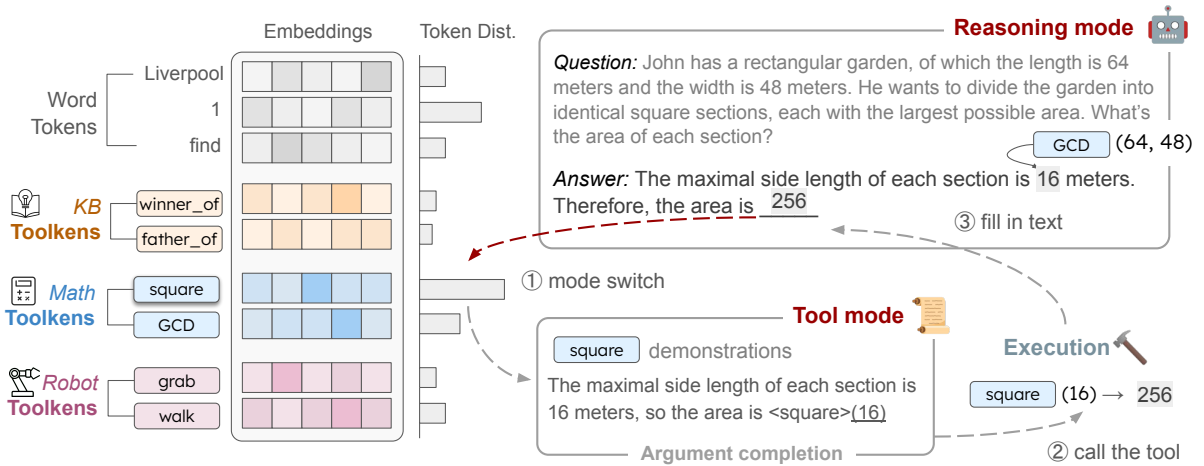 Embeddings
Token Dist.
Word
Tokens
Liverpool
1
find
KB
Toolkens
winner_of
father_of
Math
Toolkens
square
GCD
Robot
Toolkens
grab
walk
① mode switch
Reasoning mode
Question: John has a rectangular garden, of which the length is 64
meters and the width is 48 meters. He wants to divide the garden into
identical square sections, each with the largest possible area. What's
the area of each section?
GCD (64, 48)
Answer: The maximal side length of each section is 16 meters.
Therefore, the area is 256
③ fill in text
Tool mode
square demonstrations
The maximal side length of each section is
16 meters, so the area is <square>(16)
Argument completion
Execution
square (16) → 256
② call the tool